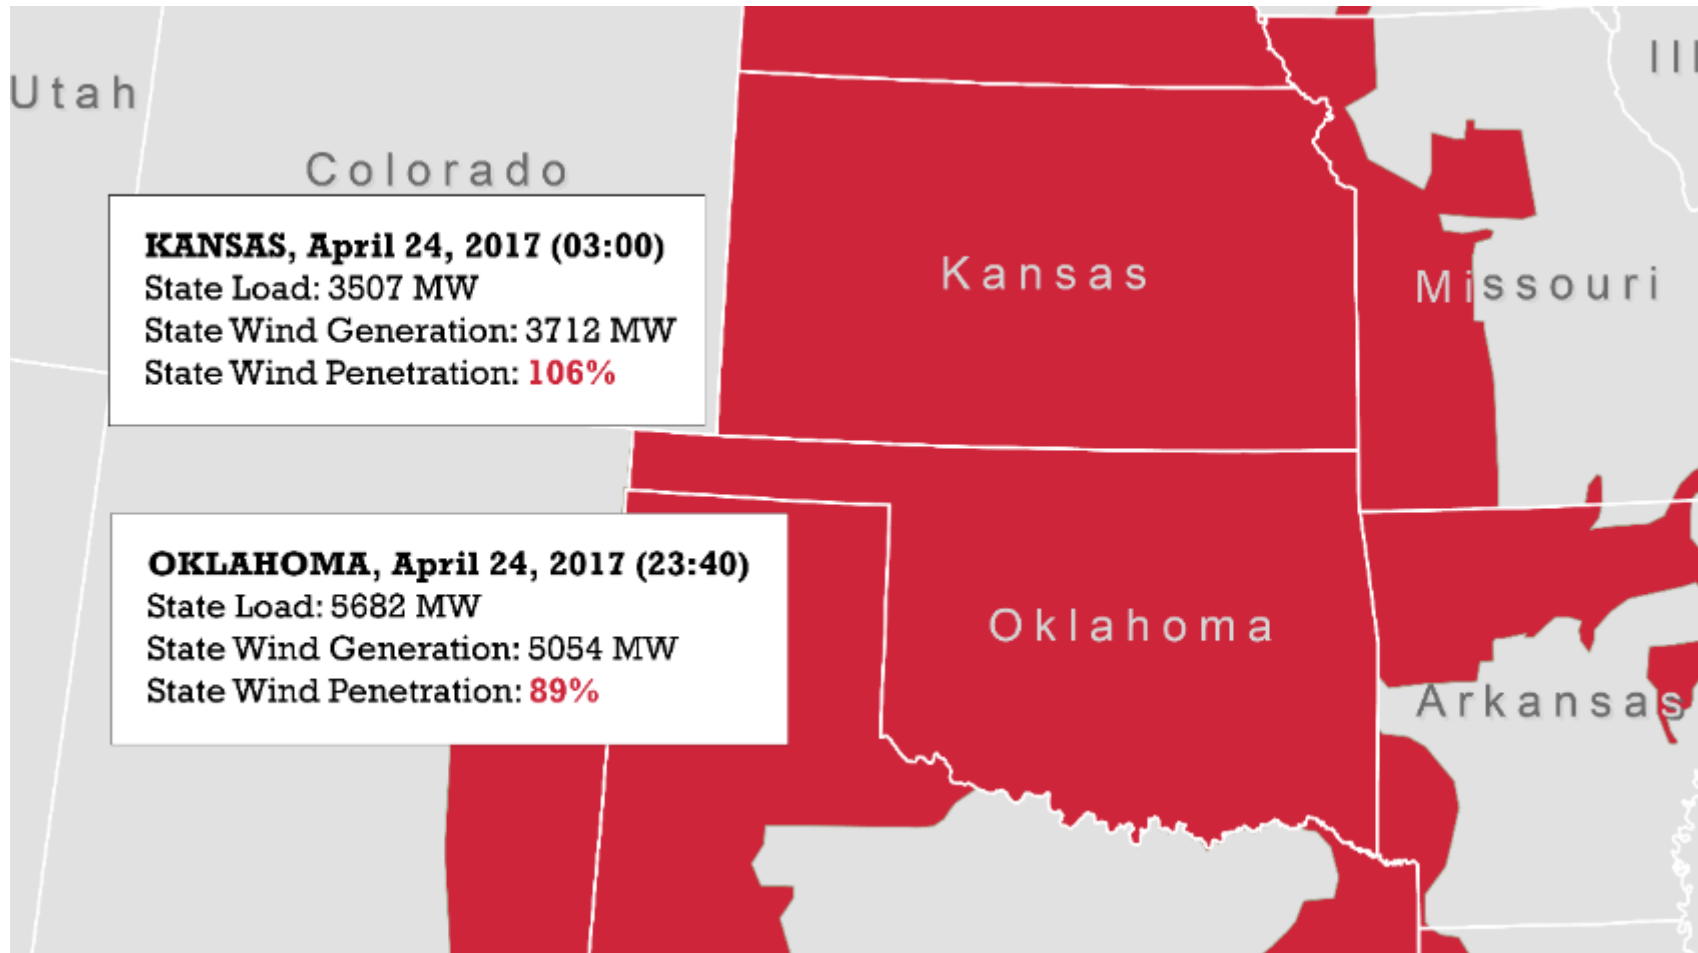 Utah
Colorado
Ill
KANSAS, April 24, 2017 (03:00)
State Load: 3507 MW
State Wind Generation: 3712 MW
State Wind Penetration: 106%
Kansas
Missouri
OKLAHOMA, April 24, 2017 (23:40)
State Load: 5682 MW
State Wind Generation: 5054 MW
State Wind Penetration: 89%
Oklahoma
Arkansas